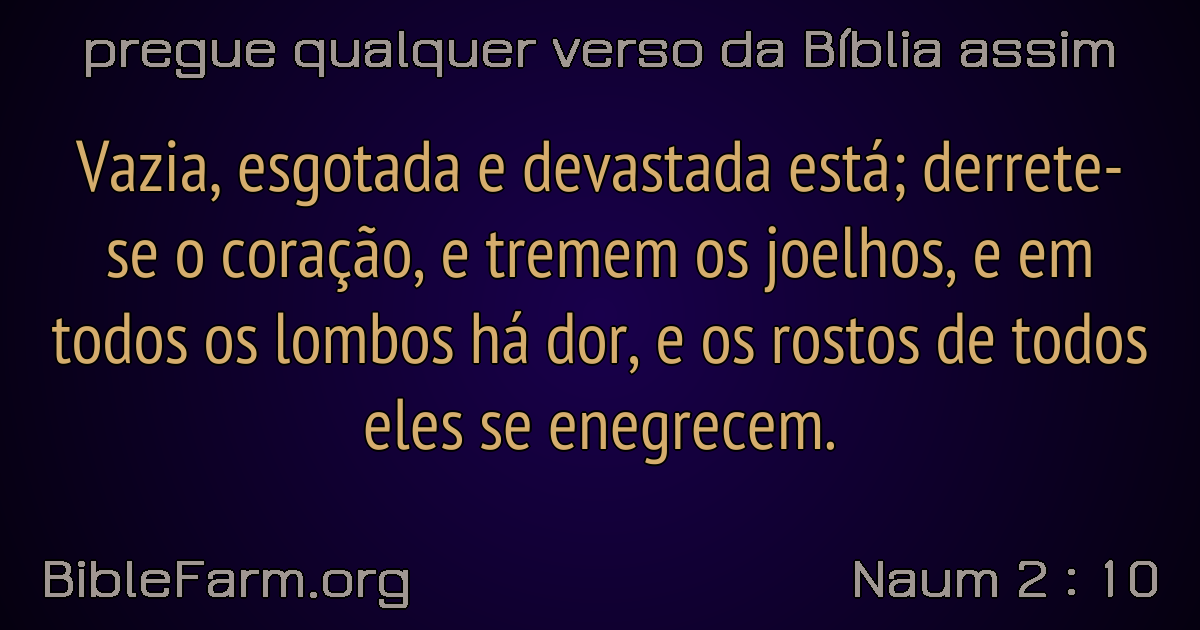 pregue qualquer verso da Bíblia assim
Vazia, esgotada e devastada está; derrete-
se o coração, e tremem os joelhos, e em
todos os lombos há dor, e os rostos de todos
eles se enegrecem.
BibleFarm.org
Naum 2 : 10